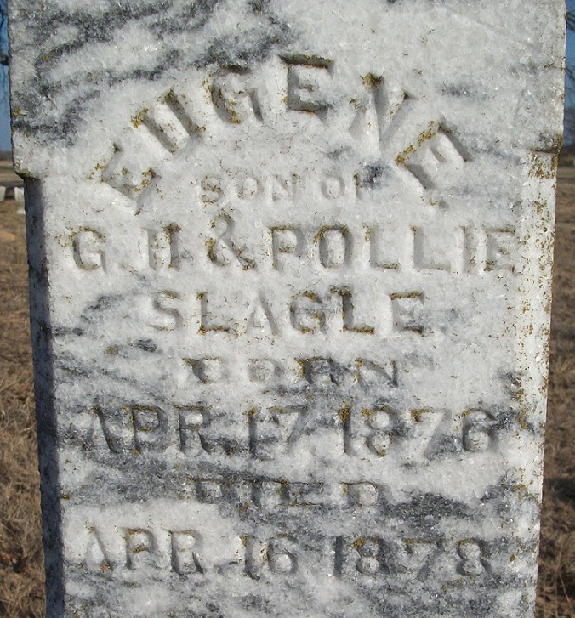 EUGENE,
SON OF
G. H. & POLLIE
SLAGLE.
BORN
APR. 17. 1876
DIED
APR. 16 1878